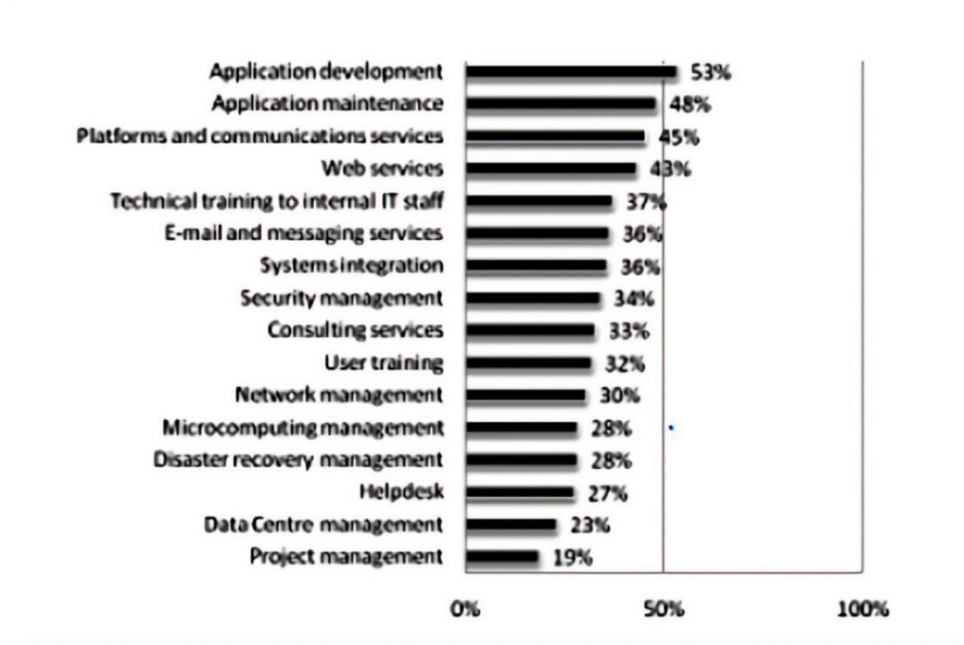 Application development 53%
Application maintenance 48%
Platforms and communications services 45%
Web services 43%
Technical training to internal IT staff 37%
E-mail and messaging services 36%
Systems integration 36%
Security management 34%
Consulting services 33%
User training 32%
Network management 30%
Microcomputing management 28%
Disaster recovery management 28%
Helpdesk 27%
Data Centre management 23%
Project management 19%
0% 50% 100%